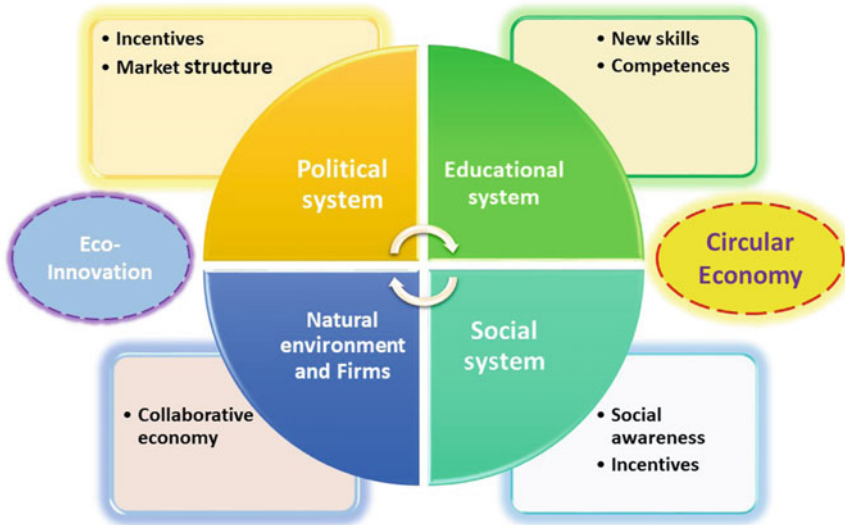 • Incentives
• Market structure
• New skills
• Competences
Political
system
Educational
system
Eco-
Innovation
Circular
Economy
Natural
environment
and Firms
Social
system
• Collaborative
economy
• Social
awareness
• Incentives